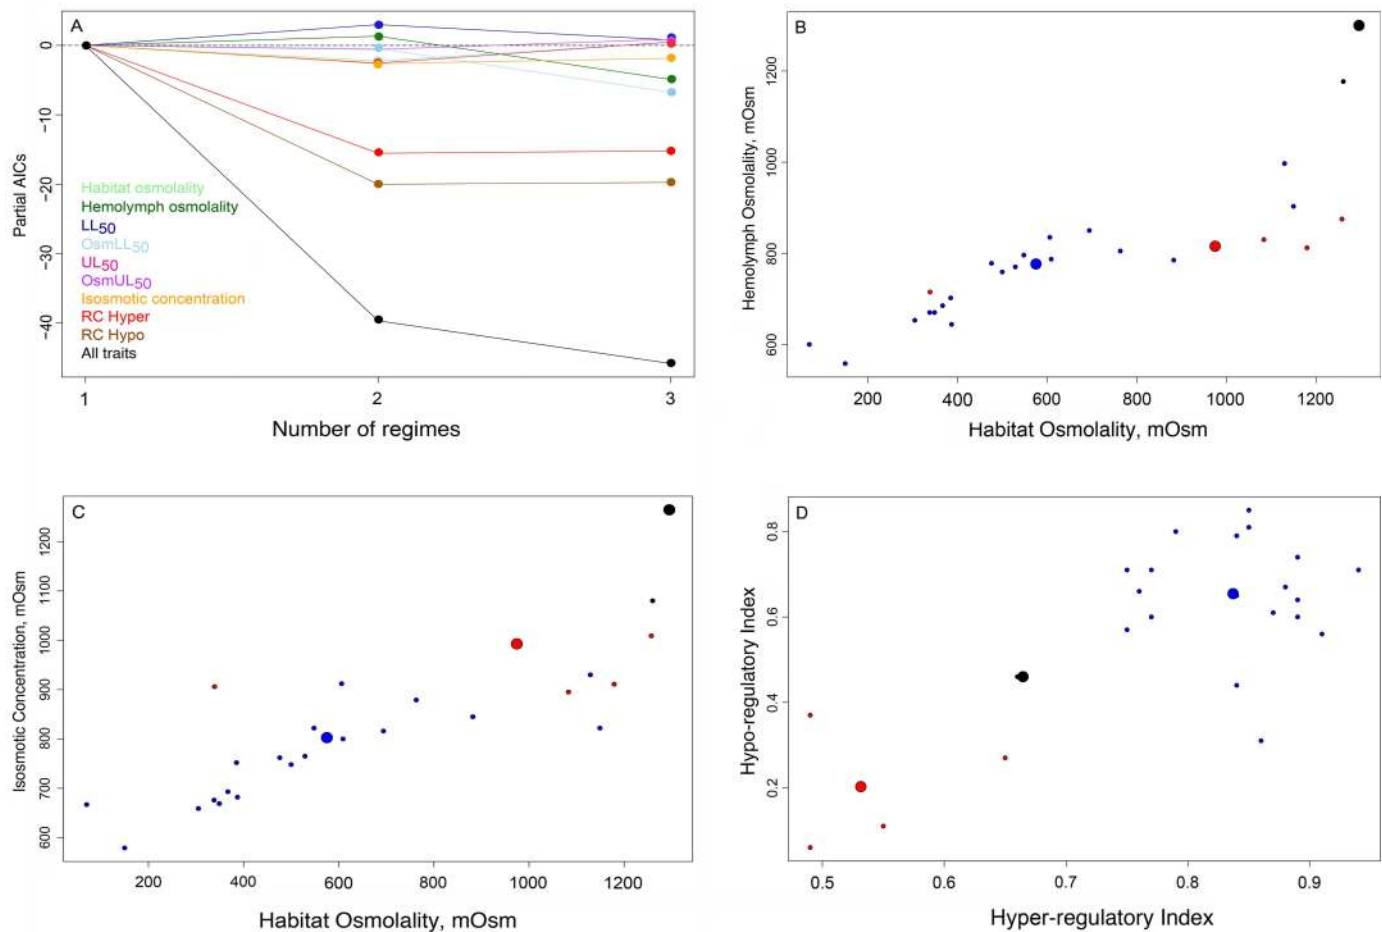 A
0
−10
−20
−30
−40
Partial AICs
Habitat osmolality
Hemolymph osmolality
LL50
OsmLL50
UL50
OsmUL50
Isosmotic concentration
RC Hyper
RC Hypo
All traits
1 2 3
Number of regimes
B
1200
1000
800
600
Hemolymph Osmolality, mOsm
200 400 600 800 1000 1200
Habitat Osmolality, mOsm
C
1200
1100
1000
900
800
700
600
Isosmotic Concentration, mOsm
200 400 600 800 1000 1200
Habitat Osmolality, mOsm
D
0.8
0.6
0.4
0.2
Hypo-regulatory Index
0.5 0.6 0.7 0.8 0.9
Hyper-regulatory Index